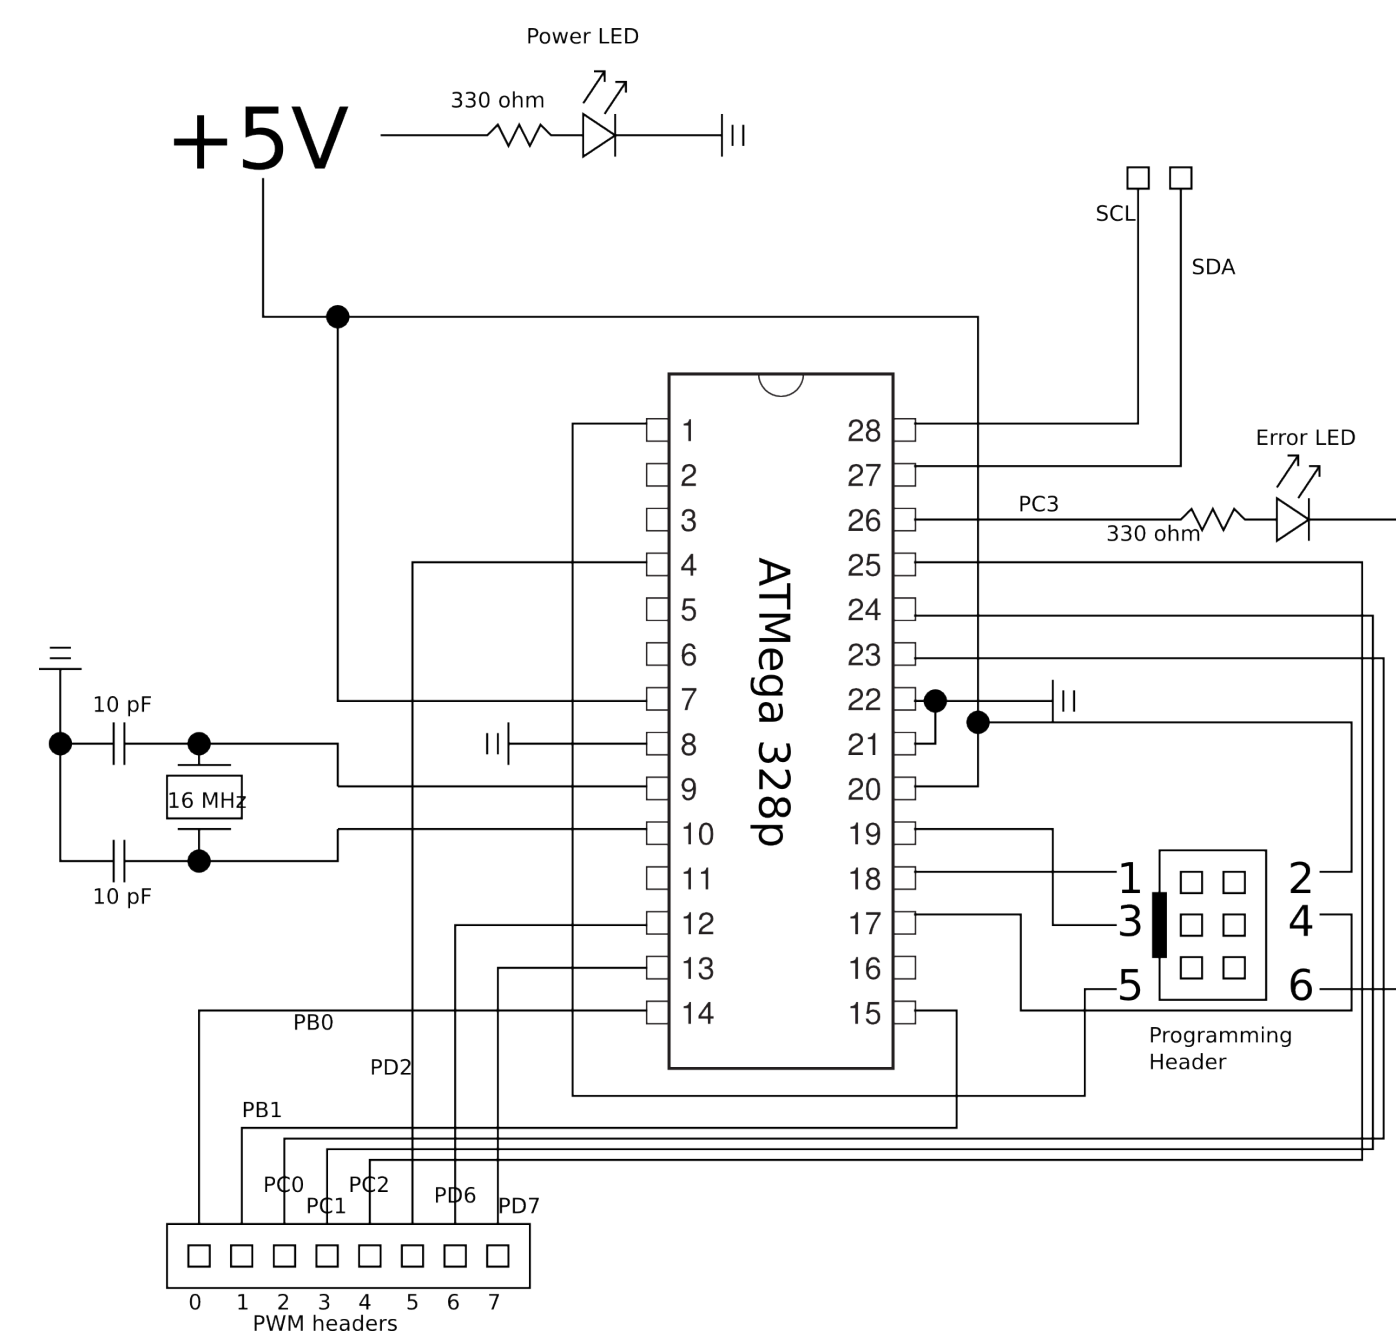 Power LED
330 ohm
+5V
SCL
SDA
Error LED
PC3
330 ohm
1
2
3
4
5
6
7
8
9
10
11
12
13
14
ATMega 328p
28
27
26
25
24
23
22
21
20
19
18
17
16
15
10 pF
16 MHz
10 pF
1 2
3 4
5 6
Programming
Header
PB0
PD2
PB1
PC0
PC1
PC2
PD6
PD7
0 1 2 3 4 5 6 7
PWM headers